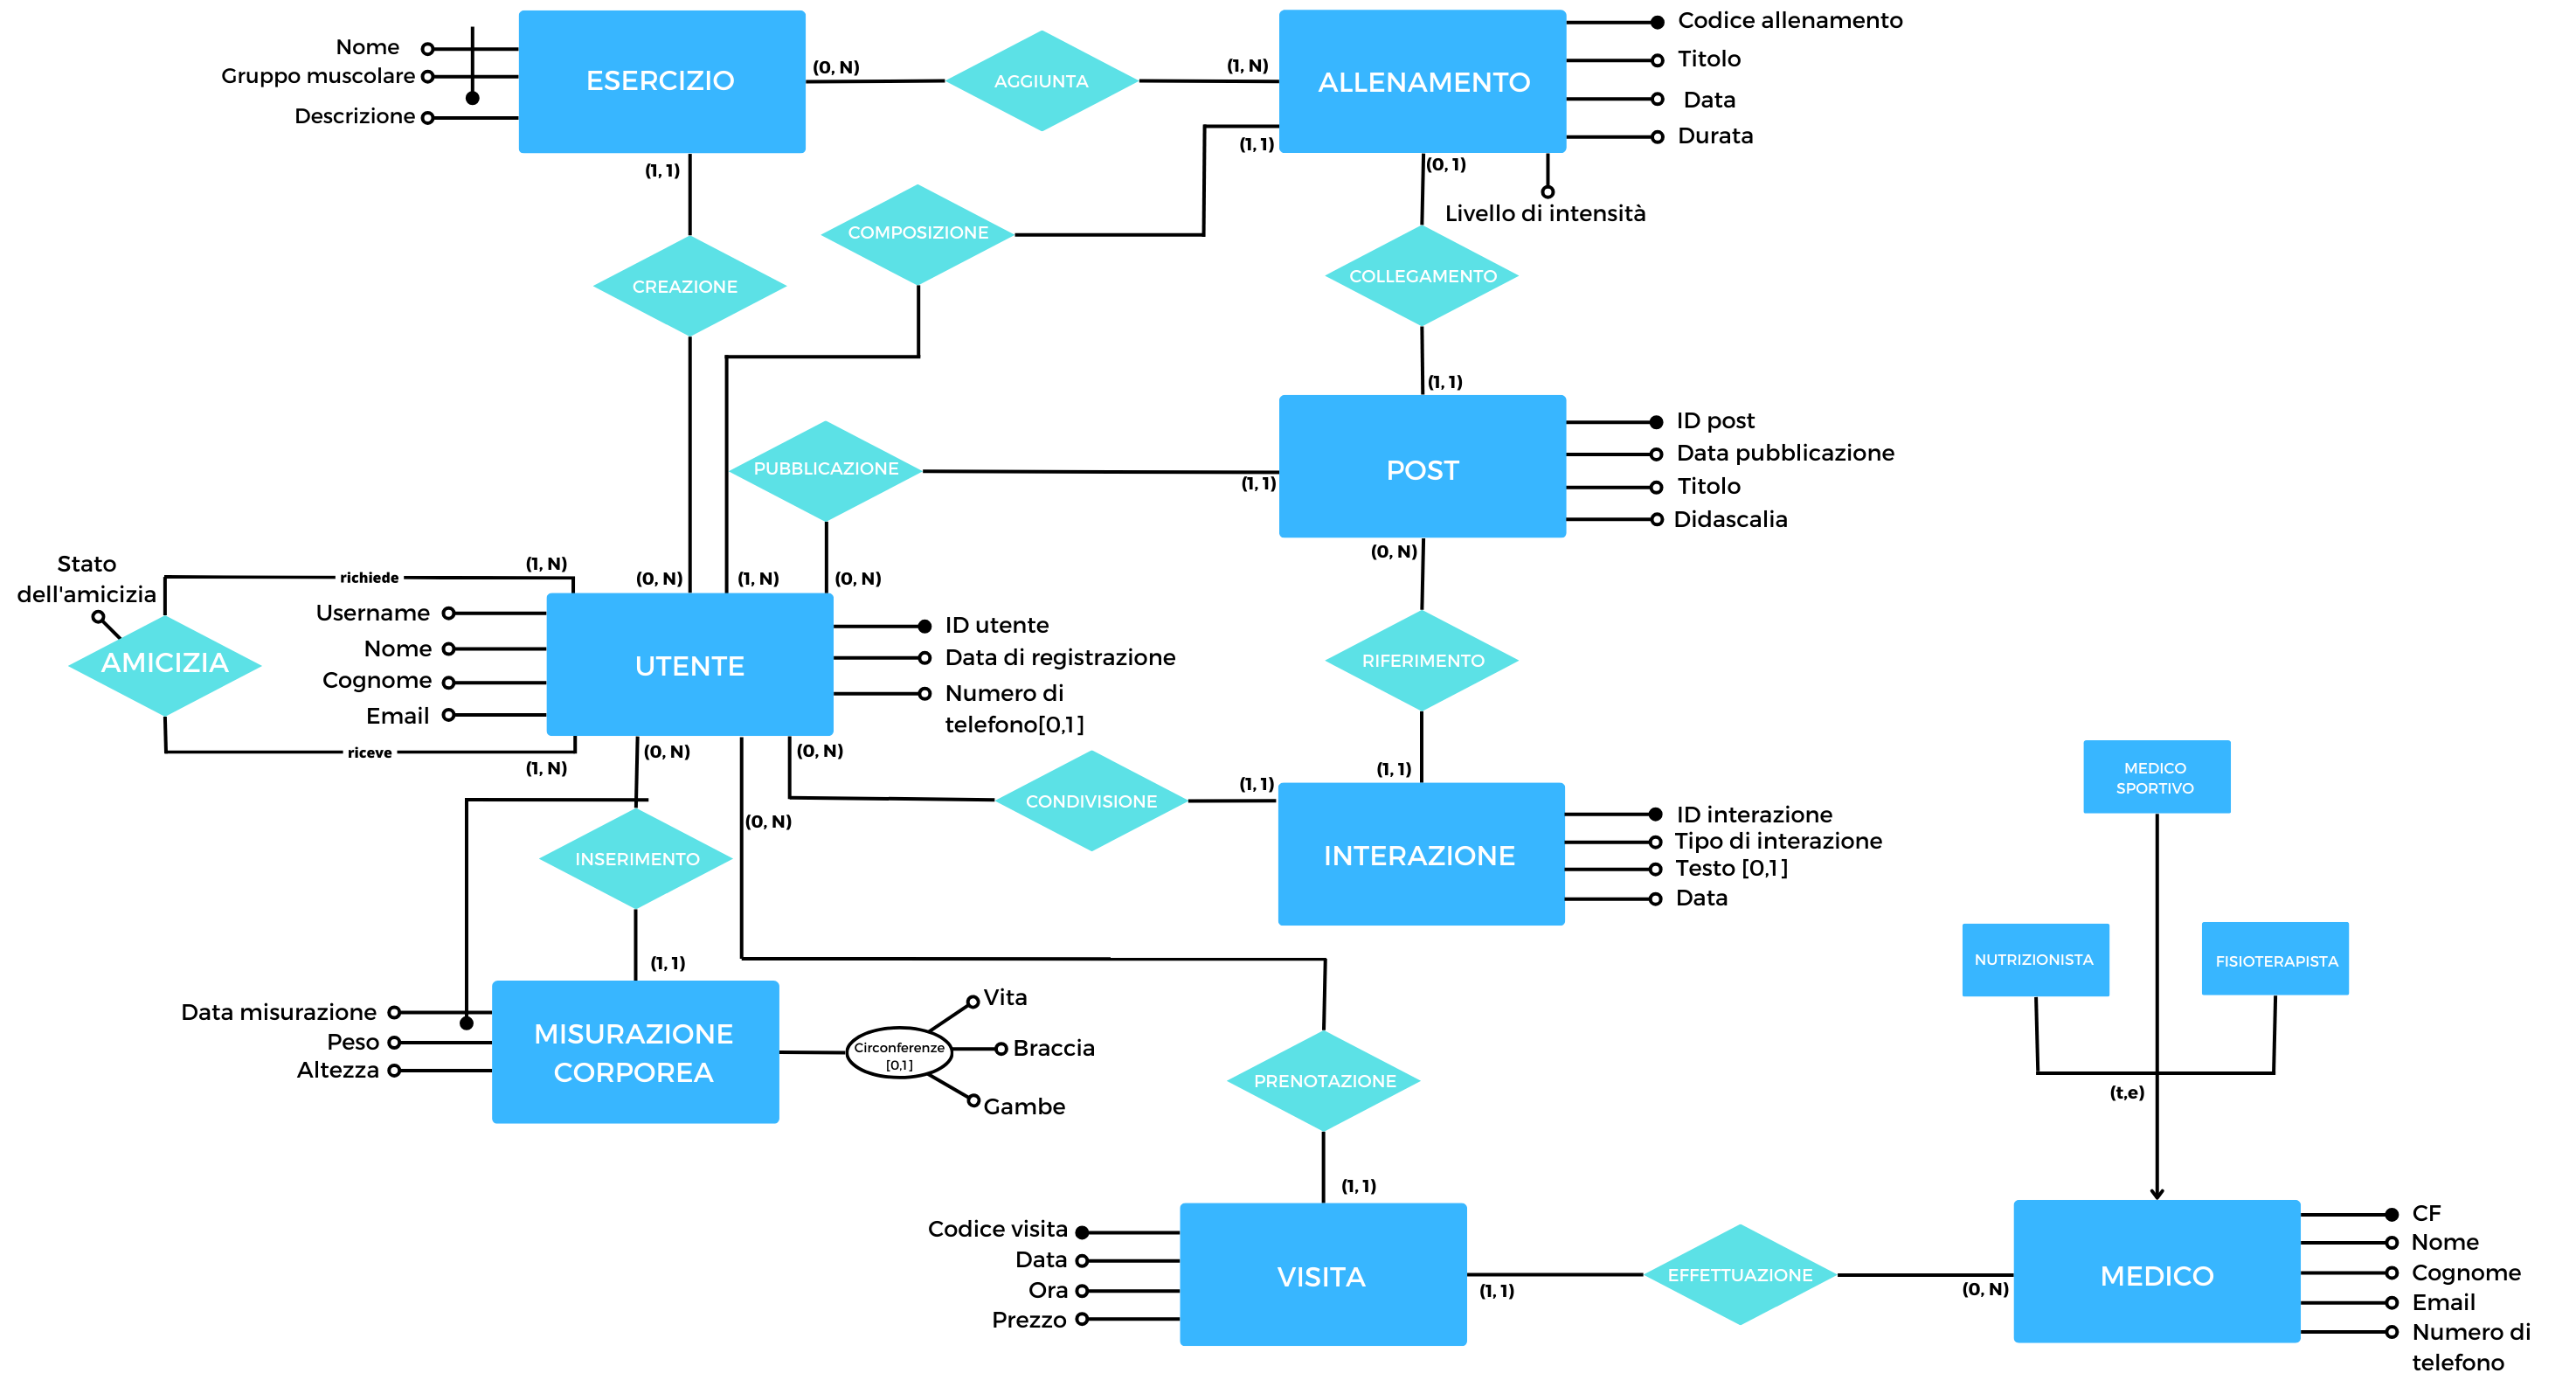 Nome
Gruppo muscolare
Descrizione
ESERCIZIO
(0, N)
AGGIUNTA
(1, N)
ALLENAMENTO
Codice allenamento
Titolo
Data
Durata
Livello di intensità
(1, 1)
(1, 1)
(0, 1)
COMPOSIZIONE
CREAZIONE
COLLEGAMENTO
(1, 1)
PUBBLICAZIONE
(1, 1)
POST
ID post
Data pubblicazione
Titolo
Didascalia
(0, N)
Stato
dell'amicizia
richiede
(1, N)
(0, N)
(1, N)
(0, N)
AMICIZIA
Username
Nome
Cognome
Email
UTENTE
ID utente
Data di registrazione
Numero di
telefono[0,1]
RIFERIMENTO
riceve
(1, N)
(0, N)
(0, N)
(0, N)
CONDIVISIONE
(1, 1)
(1, 1)
INTERAZIONE
ID interazione
Tipo di interazione
Testo [0,1]
Data
INSERIMENTO
(1, 1)
MEDICO
SPORTIVO
NUTRIZIONISTA
FISIOTERAPISTA
(t,e)
Data misurazione
Peso
Altezza
MISURAZIONE
CORPOREA
Circonferenze
[0,1]
Vita
Braccia
Gambe
PRENOTAZIONE
(1, 1)
Codice visita
Data
Ora
Prezzo
VISITA
(1, 1)
EFFETTUAZIONE
(0, N)
MEDICO
CF
Nome
Cognome
Email
Numero di
telefono